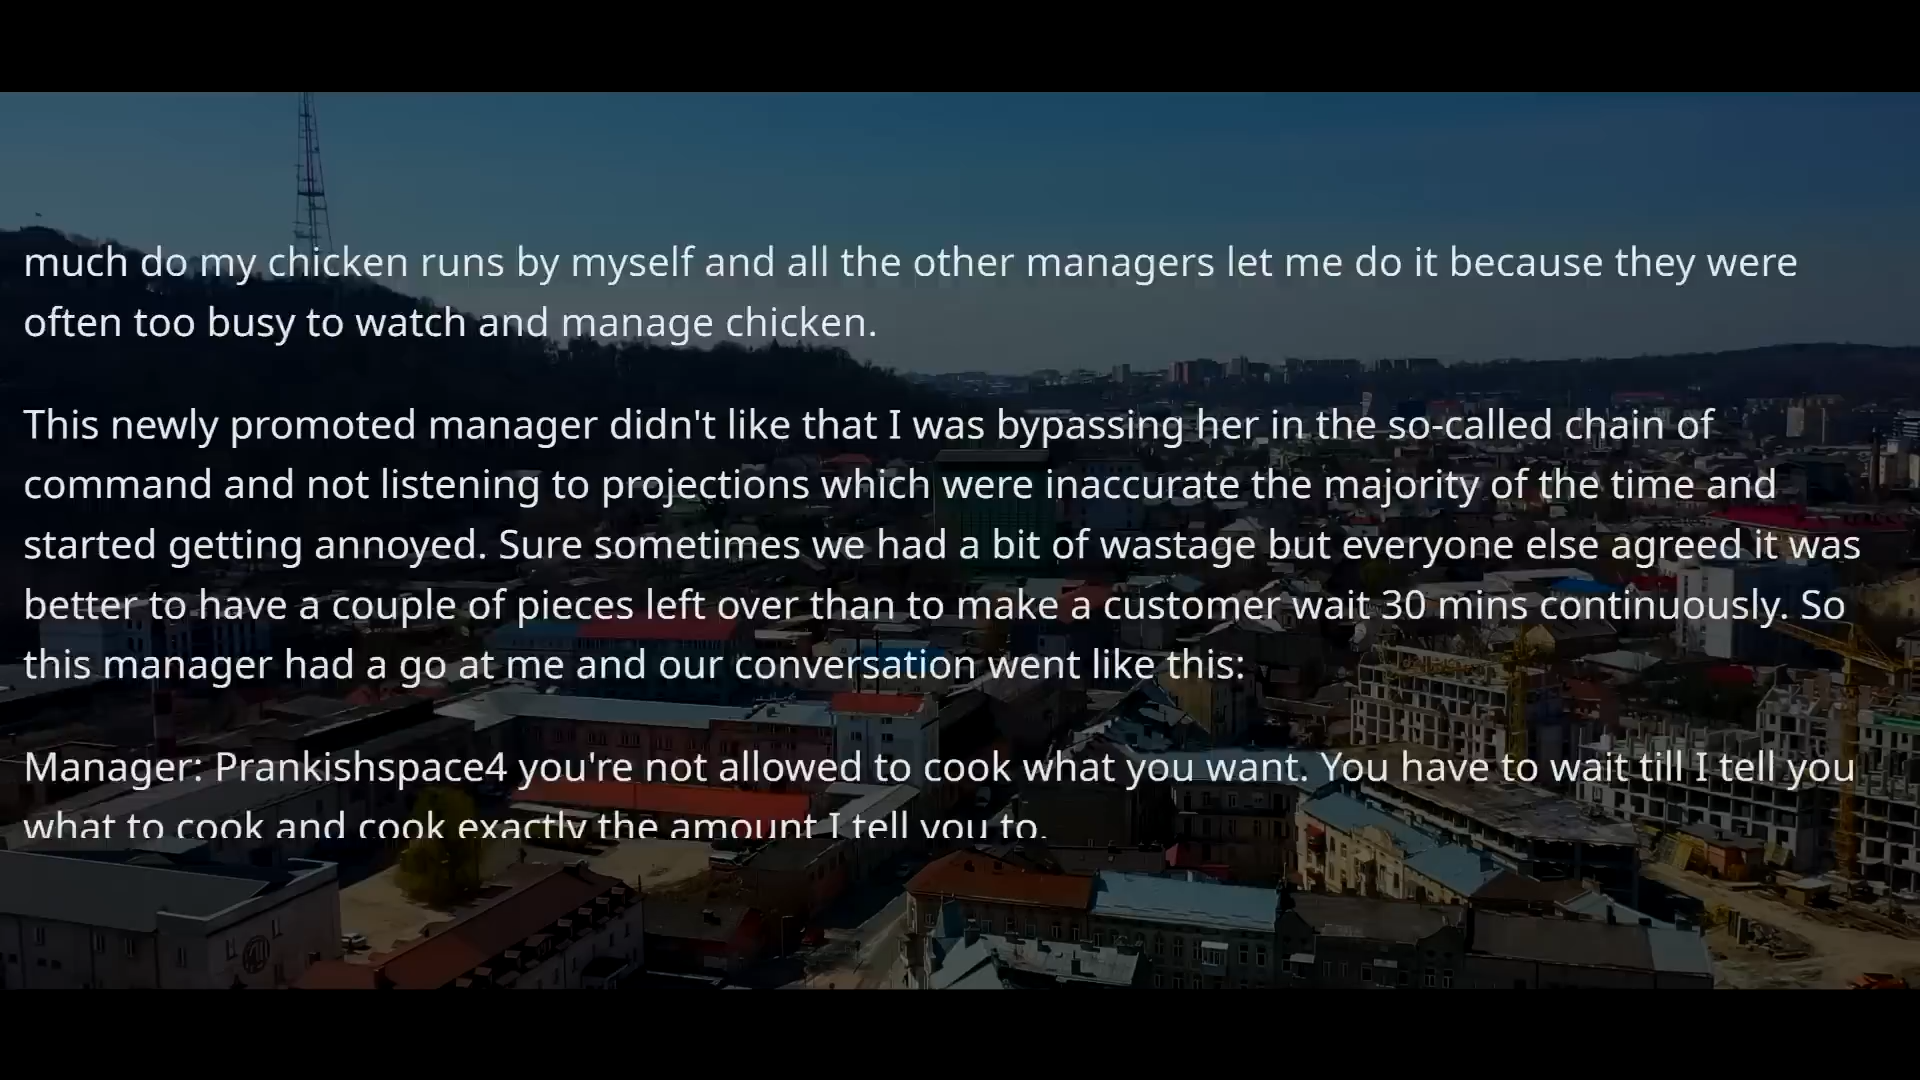 much do my chicken runs by myself and all the other managers let me do it because they were
often too busy to watch and manage chicken.
This newly promoted manager didn't like that I was bypassing her in the so-called chain of
command and not listening to projections which were inaccurate the majority of the time and
started getting annoyed. Sure sometimes we had a bit of wastage but everyone else agreed it was
better to have a couple of pieces left over than to make a customer wait 30 mins continuously. So
this manager had a go at me and our conversation went like this:
Manager: Prankishspace4 you're not allowed to cook what you want. You have to wait till I tell you
what to cook and cook exactly the amount I tell you to.